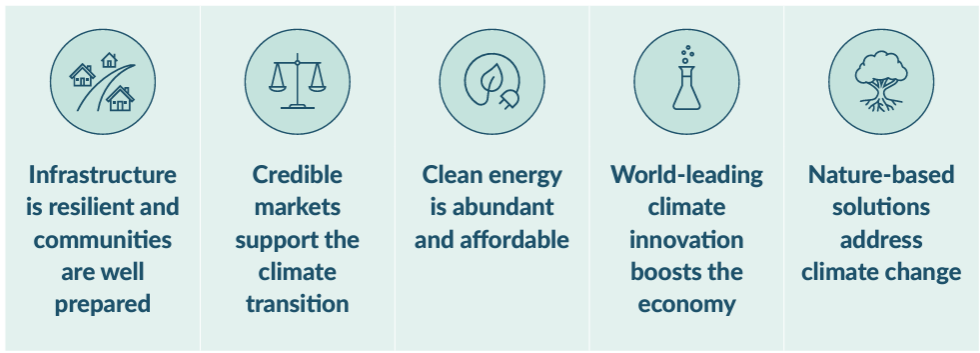 Infrastructure
is resilient and
communities
are well
prepared
Credible
markets
support the
climate
transition
Clean energy
is abundant
and affordable
World-leading
climate
innovation
boosts the
economy
Nature-based
solutions
address
climate change